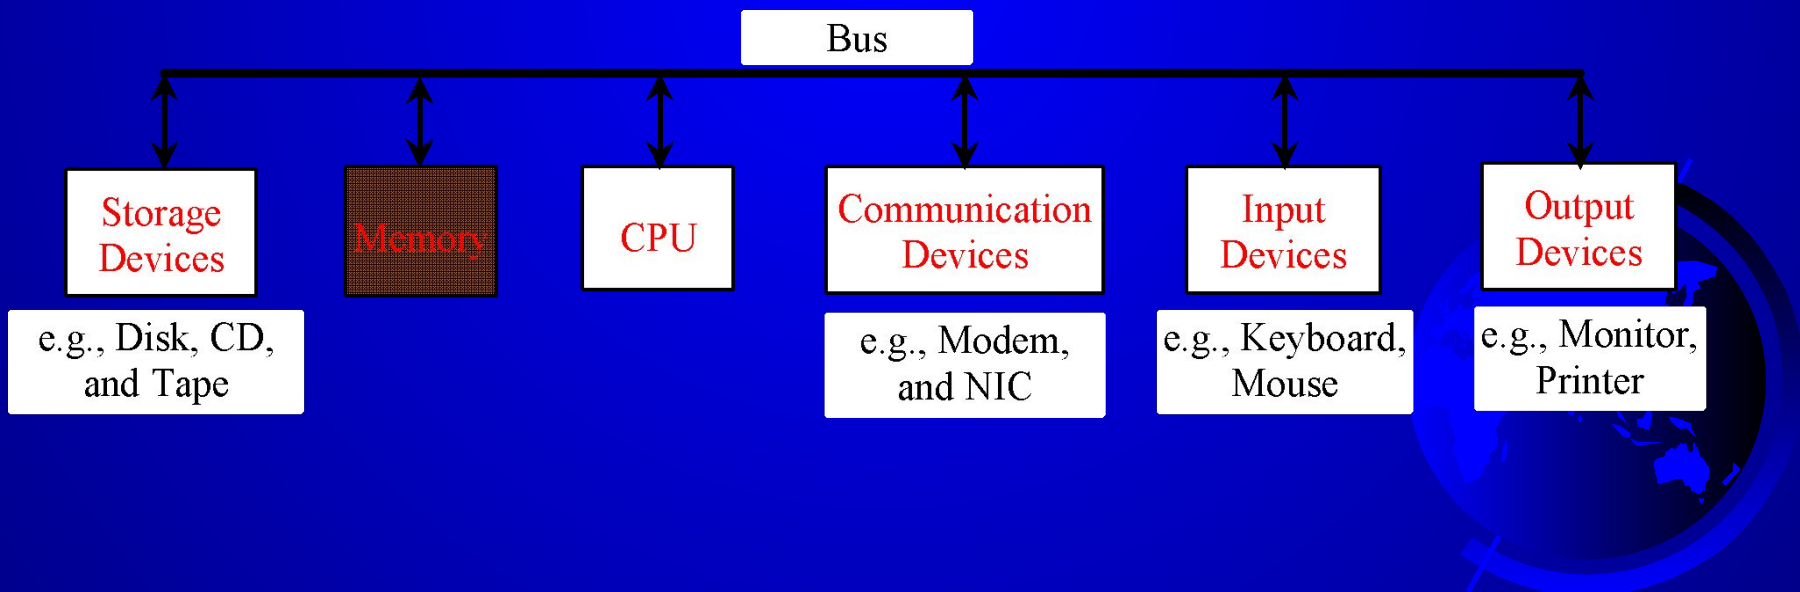 Bus
Storage
Devices
Memory
CPU
Communication
Devices
Input
Devices
Output
Devices
e.g., Disk, CD,
and Tape
e.g., Modem,
and NIC
e.g., Keyboard,
Mouse
e.g., Monitor,
Printer